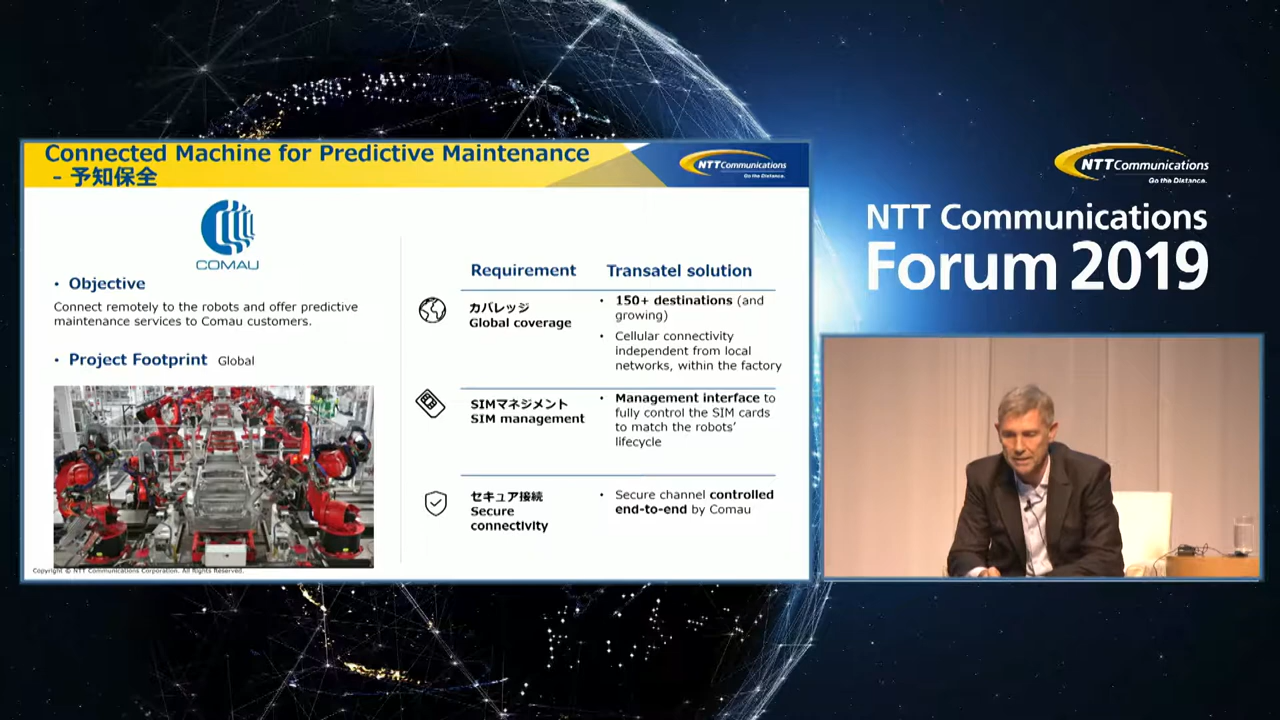 Connected Machine for Predictive Maintenance
- 予知保全
NTT Communications
Go the Distance.
COMAU
• Objective
Connect remotely to the robots and offer predictive
maintenance services to Comau customers.
• Project Footprint Global
Requirement
Transatel solution
カバレッジ
Global coverage
• 150+ destinations (and
growing)
• Cellular connectivity
independent from local
networks, within the factory
SIMマネジメント
SIM management
• Management interface to
fully control the SIM cards
to match the robots’
lifecycle
セキュア接続
Secure
connectivity
• Secure channel controlled
end-to-end by Comau
Copyright © NTT Communications Corporation. All Rights Reserved.
NTT Communications
Go the Distance.
NTT Communications
Forum 2019